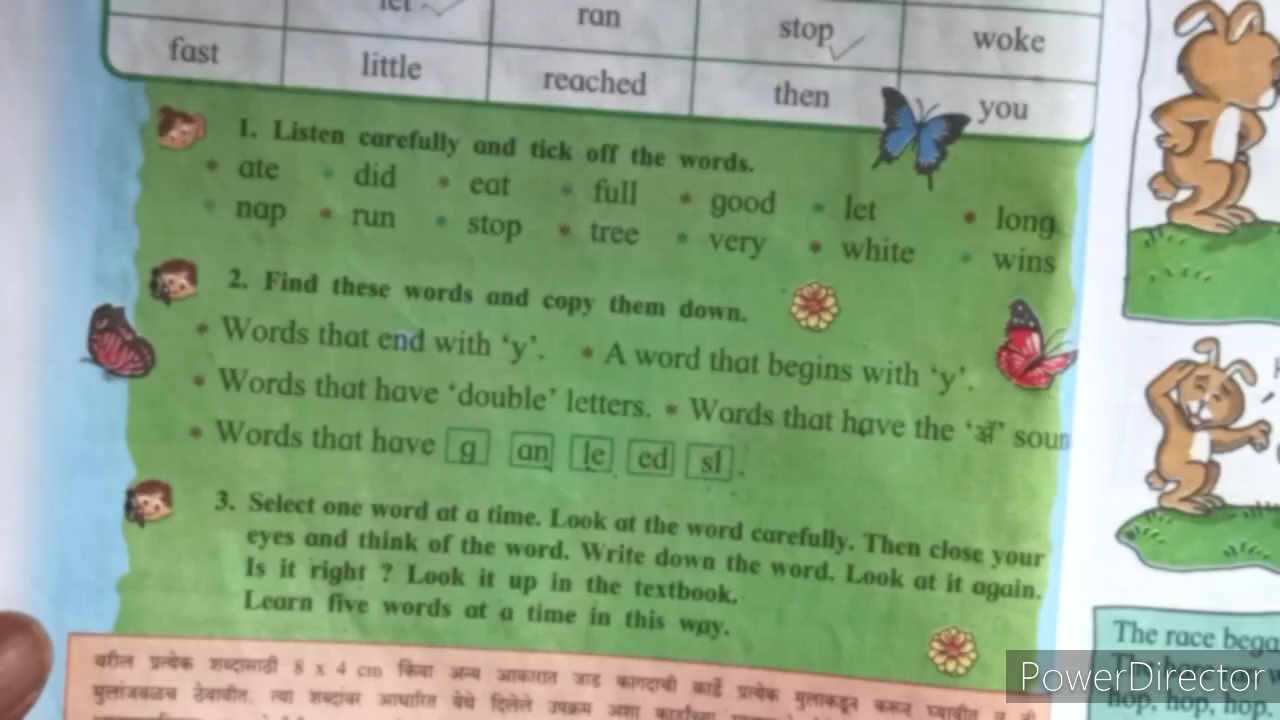 let ran stop woke
fast little reached then you
1. Listen carefully and tick off the words.
* ate * did * eat * full * good * let * long
* nap * run * stop * tree * very * white * wins
2. Find these words and copy them down.
* Words that end with ‘y’. * A word that begins with ‘y’.
* Words that have ‘double’ letters. * Words that have the ‘अॅ’ soun
* Words that have g an le ed sl .
3. Select one word at a time. Look at the word carefully. Then close your
eyes and think of the word. Write down the word. Look at it again.
Is it right ? Look it up in the textbook.
Learn five words at a time in this way.
वरील प्रत्येक शब्दासाठी 8 x 4 cm किंवा अन्य आकारात जाड कागदाची कार्डे प्रत्येक मुलाकडून करून घ्यावीत व ती
मुलांजवळच ठेवावीत. त्या शब्दांवर आधारित येथे दिलेले उपक्रम अशा कार्डांच्या
The race bega
hop, hop, hop.
PowerDirector